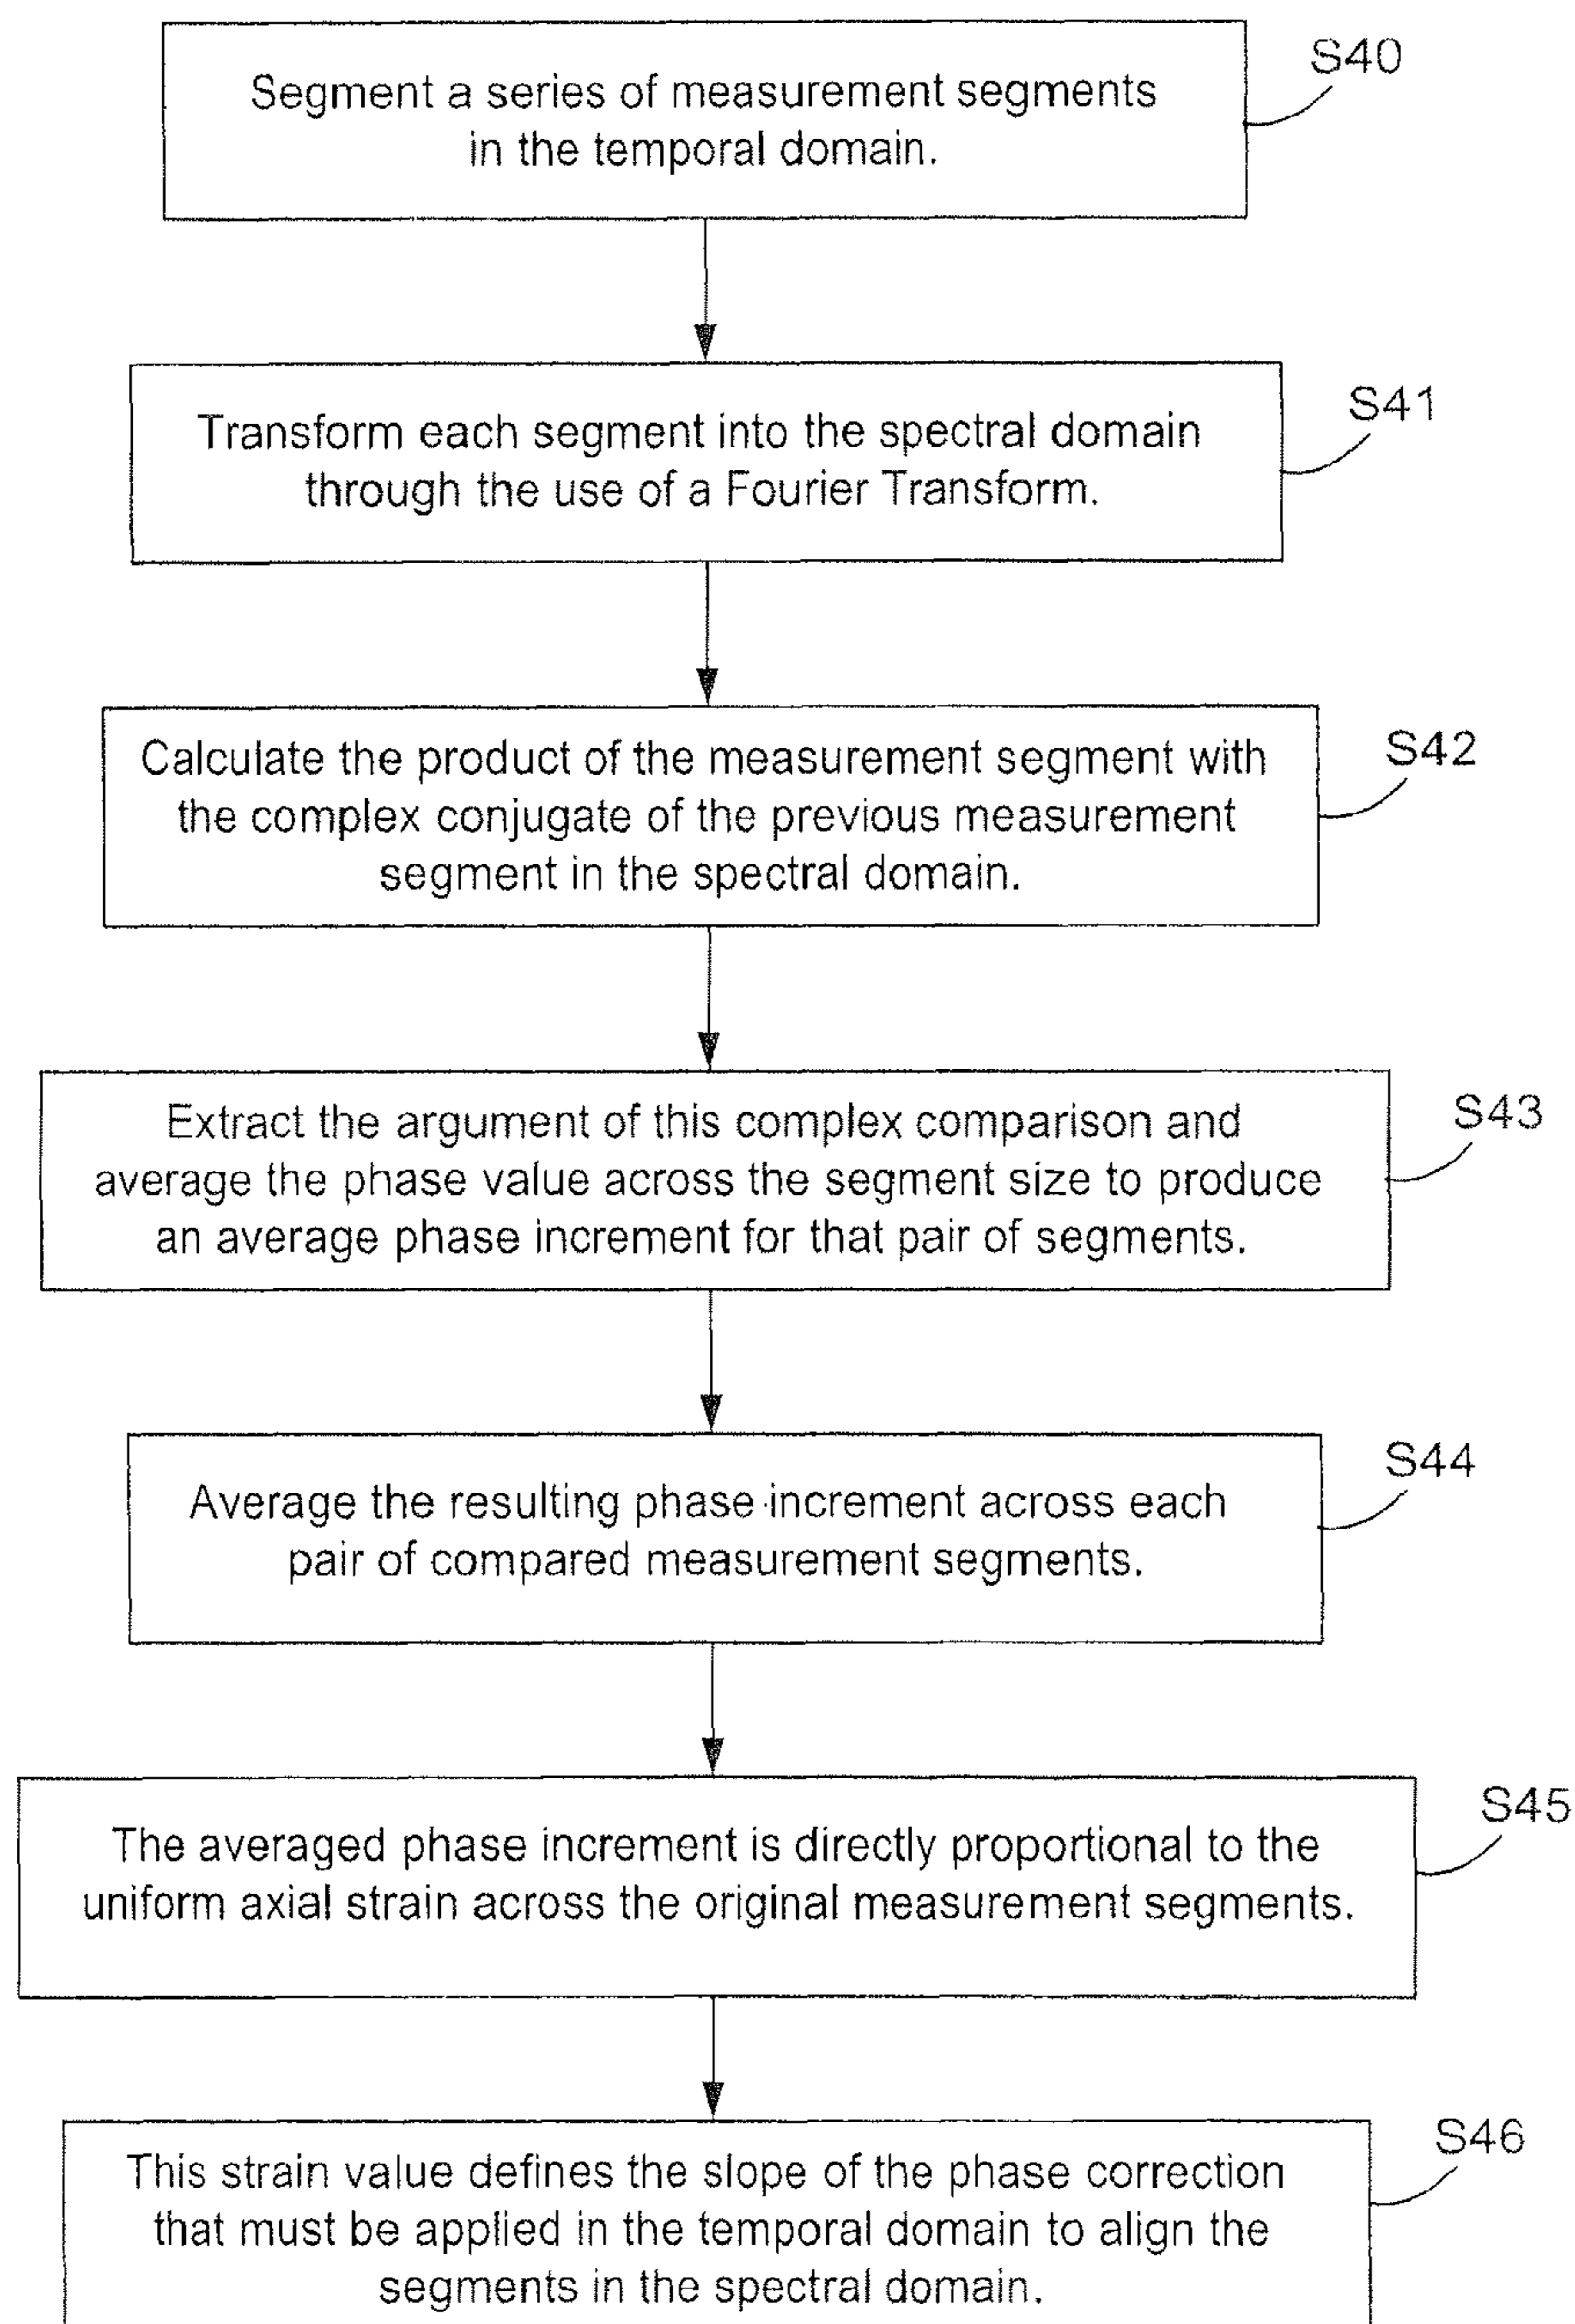 S40
Segment a series of measurement segments
in the temporal domain.
S41
Transform each segment into the spectral domain
through the use of a Fourier Transform.
S42
Calculate the product of the measurement segment with
the complex conjugate of the previous measurement
segment in the spectral domain.
S43
Extract the argument of this complex comparison and
average the phase value across the segment size to produce
an average phase increment for that pair of segments.
S44
Average the resulting phase increment across each
pair of compared measurement segments.
S45
The averaged phase increment is directly proportional to the
uniform axial strain across the original measurement segments.
S46
This strain value defines the slope of the phase correction
that must be applied in the temporal domain to align the
segments in the spectral domain.